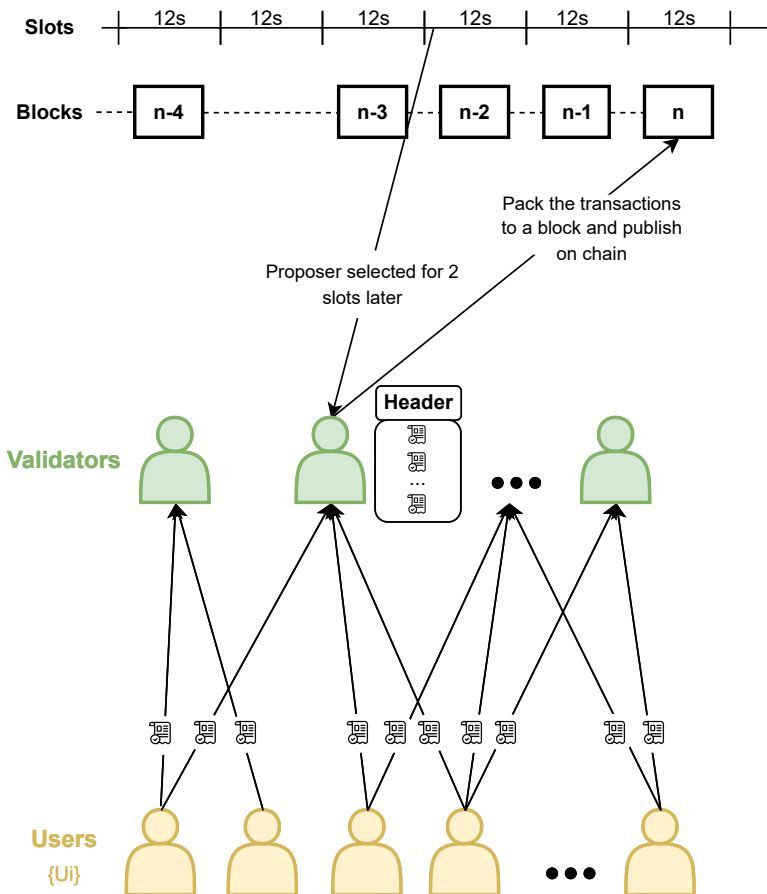 Slots 12s 12s 12s 12s 12s 12s
Blocks n-4 n-3 n-2 n-1 n
Pack the transactions
to a block and publish
on chain
Proposer selected for 2
slots later
Header
...
Validators
Users
{Ui}